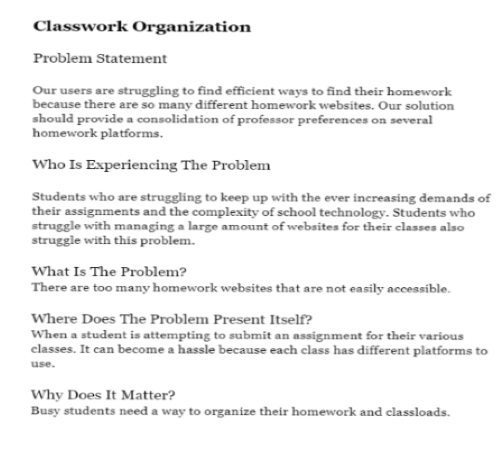 Classwork Organization
Problem Statement
Our users are struggling to find efficient ways to find their homework
because there are so many different homework websites. Our solution
should provide a consolidation of professor preferences on several
homework platforms.
Who Is Experiencing The Problem
Students who are struggling to keep up with the ever increasing demands of
their assignments and the complexity of school technology. Students who
struggle with managing a large amount of websites for their classes also
struggle with this problem.
What Is The Problem?
There are too many homework websites that are not easily accessible.
Where Does The Problem Present Itself?
When a student is attempting to submit an assignment for their various
classes. It can become a hassle because each class has different platforms to
use.
Why Does It Matter?
Busy students need a way to organize their homework and classloads.